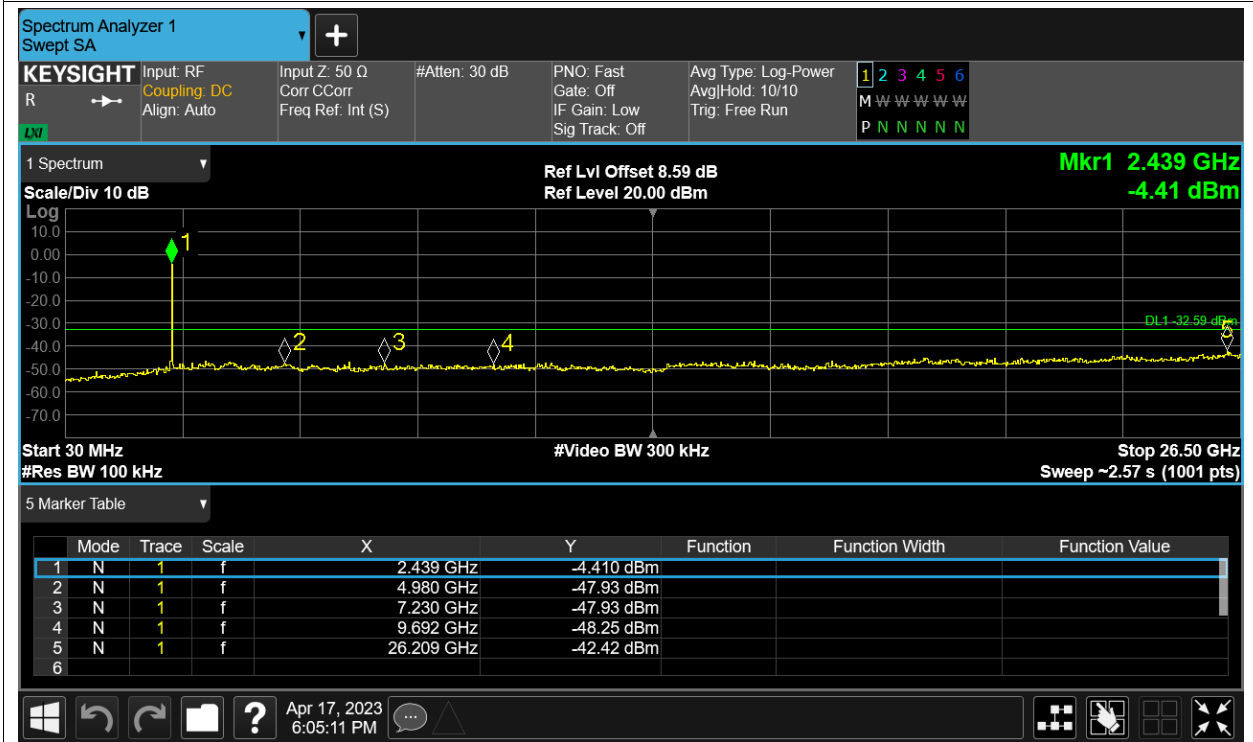 Spectrum Analyzer 1
Swept SA
+
KEYSIGHT
R
LXI
Input: RF
Coupling: DC
Align: Auto
Input Z: 50 Ω
Corr CCorr
Freq Ref: Int (S)
#Atten: 30 dB
PNO: Fast
Gate: Off
IF Gain: Low
Sig Track: Off
Avg Type: Log-Power
Avg|Hold: 10/10
Trig: Free Run
1 2 3 4 5 6
M W W W W W
P N N N N N
1 Spectrum
Scale/Div 10 dB
Ref Lvl Offset 8.59 dB
Ref Level 20.00 dBm
Mkr1 2.439 GHz
-4.41 dBm
Log
10.0
0.00
-10.0
-20.0
-30.0
-40.0
-50.0
-60.0
-70.0
1
2
3
4
5
DL1 -32.59 dBm
Start 30 MHz
#Res BW 100 kHz
#Video BW 300 kHz
Stop 26.50 GHz
Sweep ~2.57 s (1001 pts)
5 Marker Table
Mode Trace Scale X Y Function Function Width Function Value
1 N 1 f 2.439 GHz -4.410 dBm
2 N 1 f 4.980 GHz -47.93 dBm
3 N 1 f 7.230 GHz -47.93 dBm
4 N 1 f 9.692 GHz -48.25 dBm
5 N 1 f 26.209 GHz -42.42 dBm
6
?
Apr 17, 2023
6:05:11 PM